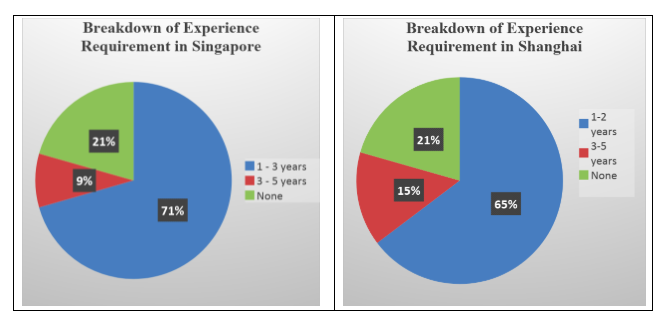 Breakdown of Experience
Requirement in Singapore
21%
9%
71%
1 - 3 years
3 - 5 years
None
Breakdown of Experience
Requirement in Shanghai
21%
15%
65%
1-2
years
3-5
years
None